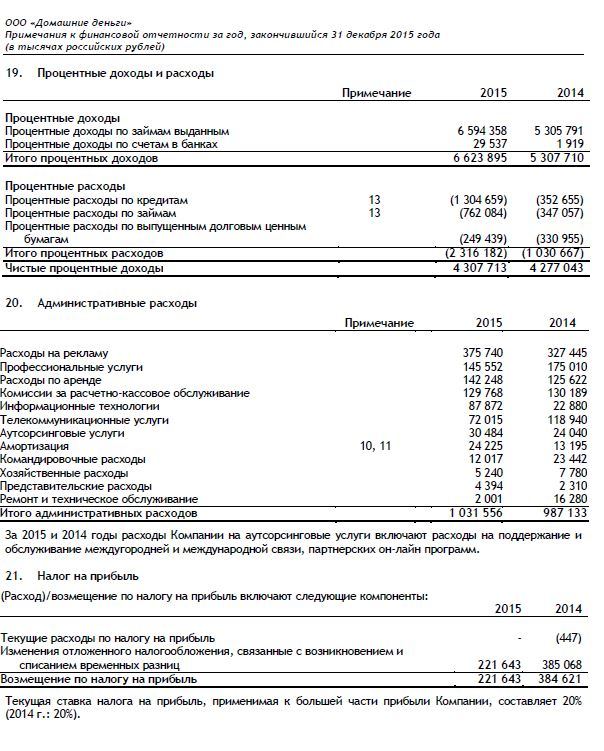 ООО «Домашние деньги»
Примечания к финансовой отчетности за год, закончившийся 31 декабря 2015 года
(в тысячах российских рублей)
19. Процентные доходы и расходы
Примечание 2015 2014
Процентные доходы
Процентные доходы по займам выданным 6 594 358 5 305 791
Процентные доходы по счетам в банках 29 537 1 919
Итого процентных доходов 6 623 895 5 307 710
Процентные расходы
Процентные расходы по кредитам 13 (1 304 659) (352 655)
Процентные расходы по займам 13 (762 084) (347 057)
Процентные расходы по выпущенным долговым ценным
бумагам (249 439) (330 955)
Итого процентных расходов (2 316 182) (1 030 667)
Чистые процентные доходы 4 307 713 4 277 043
20. Административные расходы
Примечание 2015 2014
Расходы на рекламу 375 740 327 445
Профессиональные услуги 145 552 175 010
Расходы по аренде 142 248 125 622
Комиссии за расчетно-кассовое обслуживание 129 768 130 189
Информационные технологии 87 872 22 880
Телекоммуникационные услуги 72 015 118 940
Аутсорсинговые услуги 30 484 24 040
Амортизация 10, 11 24 225 13 195
Командировочные расходы 12 017 23 442
Хозяйственные расходы 5 240 7 780
Представительские расходы 4 394 2 310
Ремонт и техническое обслуживание 2 001 16 280
Итого административных расходов 1 031 556 987 133
За 2015 и 2014 годы расходы Компании на аутсорсинговые услуги включают расходы на поддержание и
обслуживание междугородней и международной связи, партнерских он-лайн программ.
21. Налог на прибыль
(Расход)/возмещение по налогу на прибыль включают следующие компоненты:
2015 2014
Текущие расходы по налогу на прибыль - (447)
Изменения отложенного налогообложения, связанные с возникновением и
списанием временных разниц 221 643 385 068
Возмещение по налогу на прибыль 221 643 384 621
Текущая ставка налога на прибыль, применимая к большей части прибыли Компании, составляет 20%
(2014 г.: 20%).